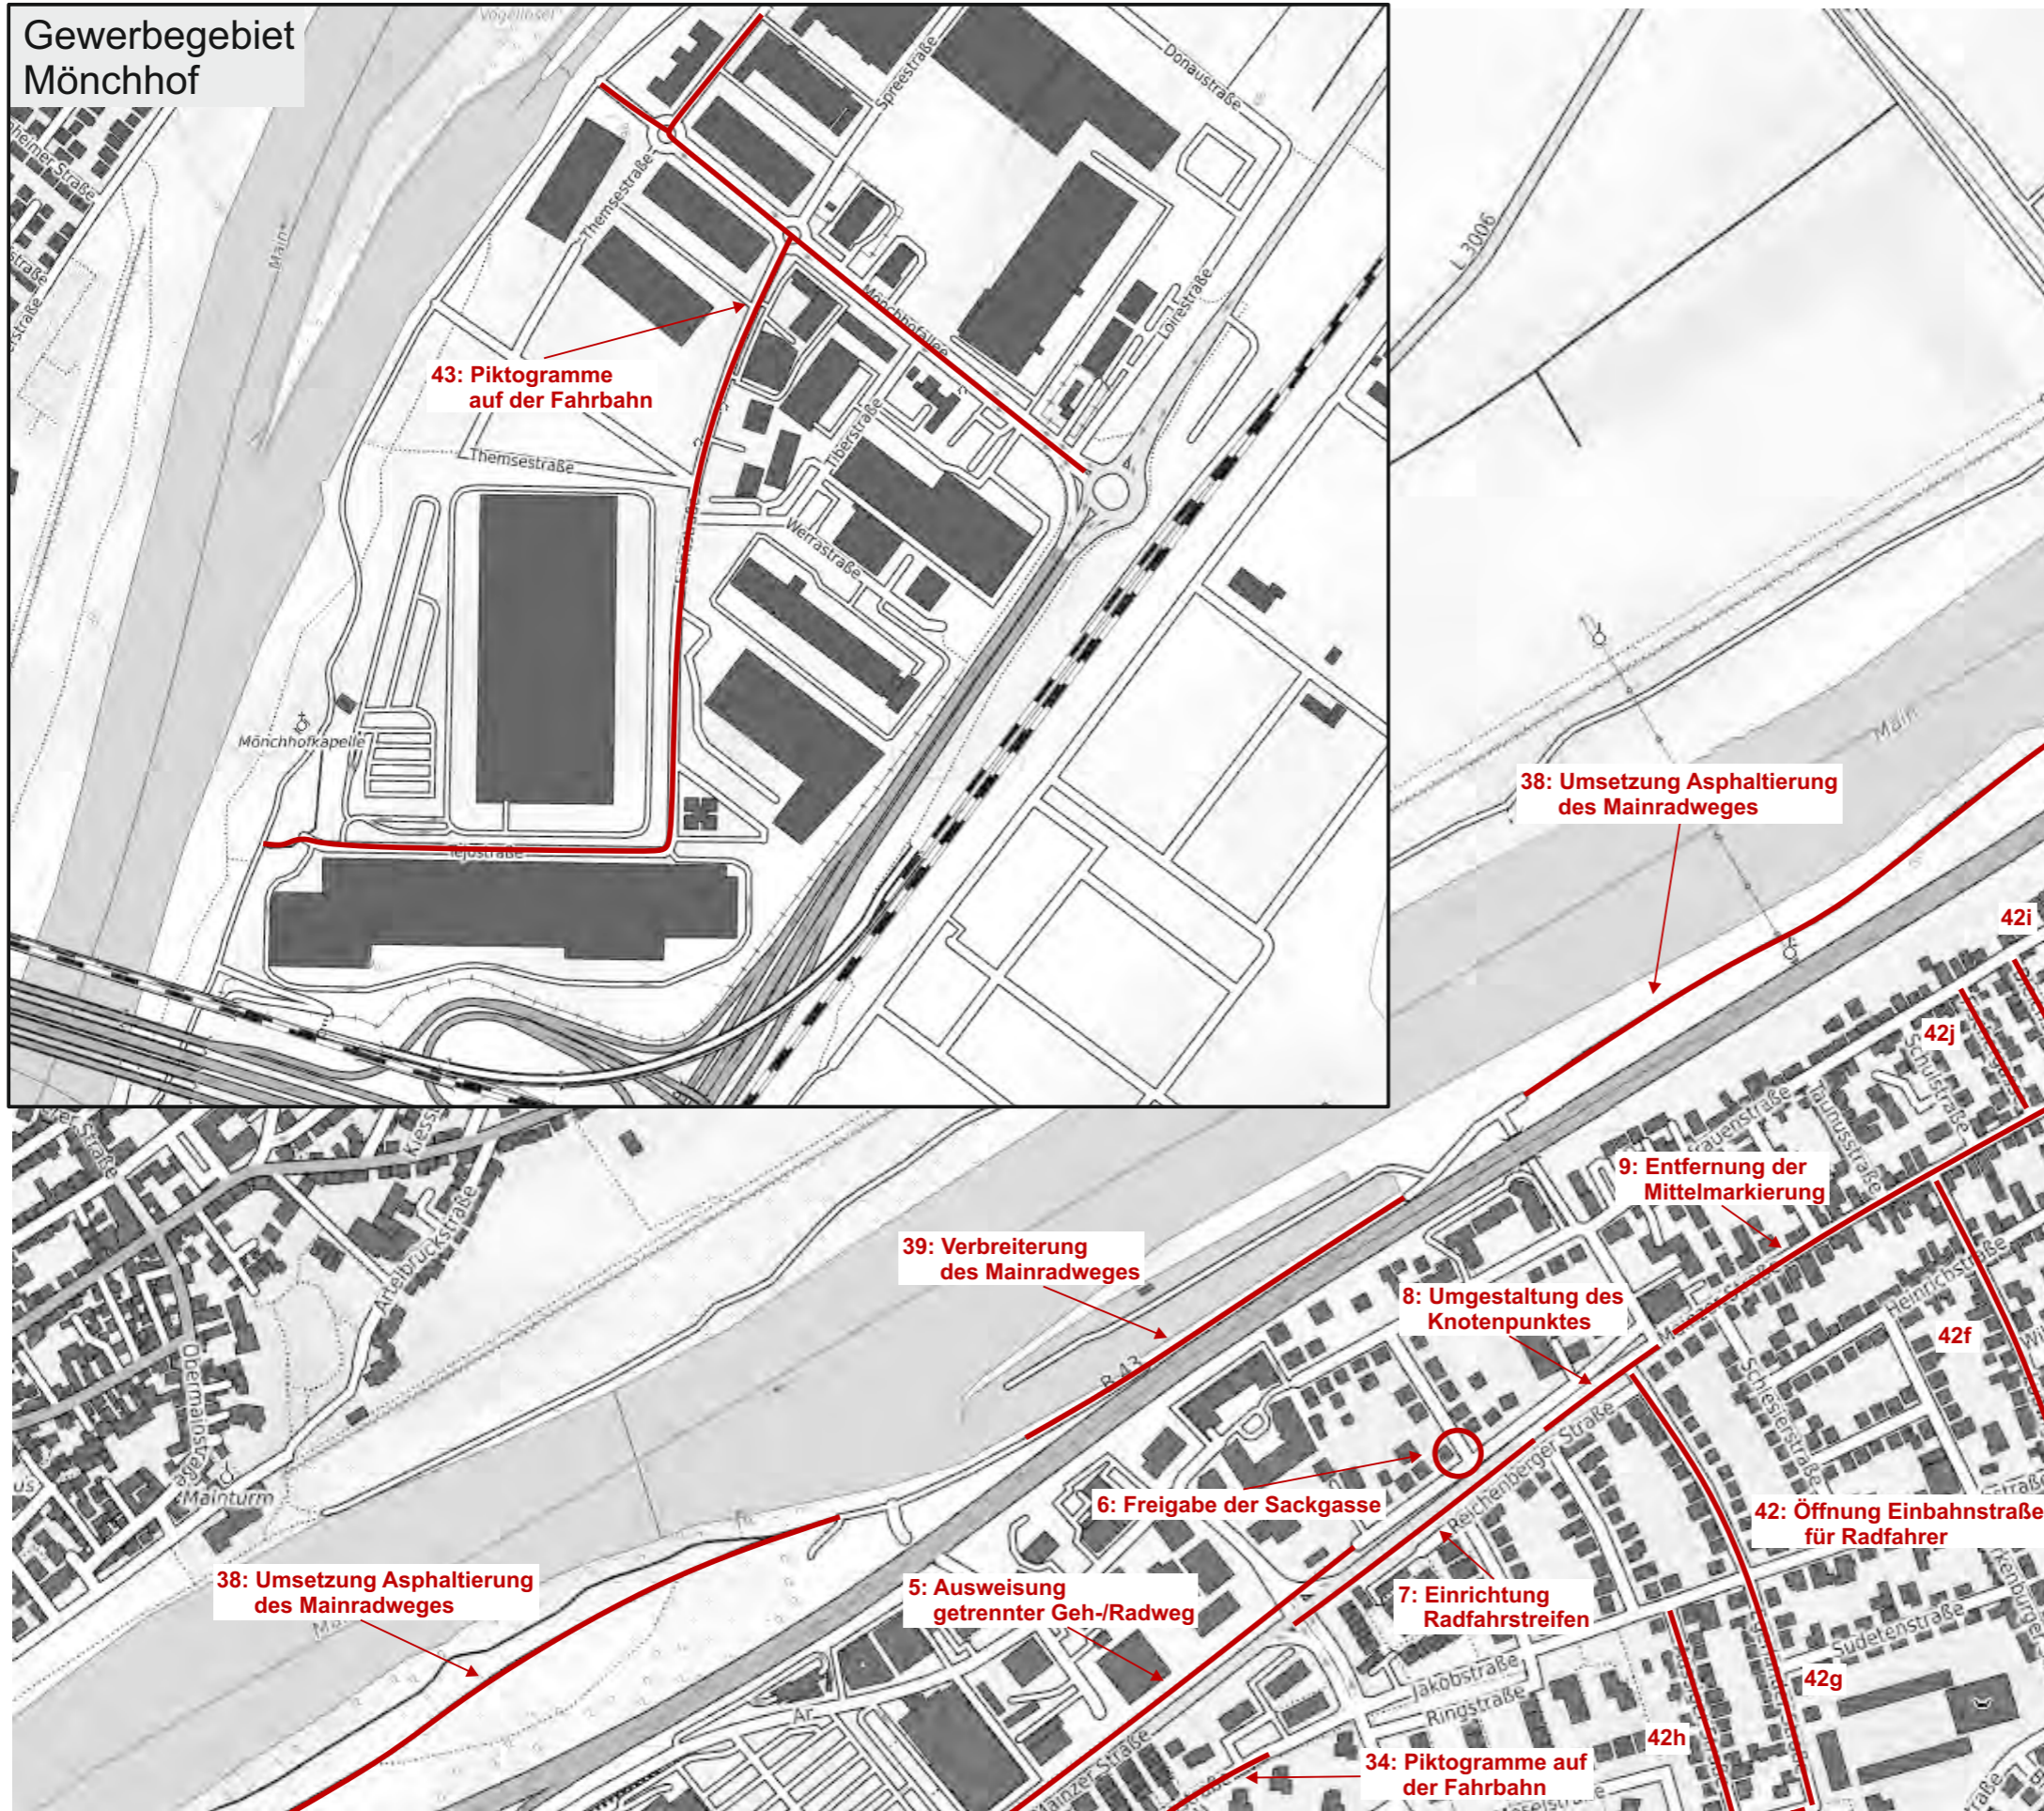 Gewerbegebiet
Mönchhof
Vogelinsel
Spreestraße
Donaustraße
Themsestraße
Main
L 3006
Mönchhofallee
Loirestraße
43: Piktogramme
auf der Fahrbahn
Tiberstraße
Themsestraße
Werrastraße
Mönchhofkapelle
Tejostraße
Main
38: Umsetzung Asphaltierung
des Mainradweges
42i
42j
Schulstraße
Taunusstraße
9: Entfernung der
Mittelmarkierung
Artelbrückstraße
39: Verbreiterung
des Mainradweges
Heinrichstraße
8: Umgestaltung des
Knotenpunktes
42f
B 43
Obermainstraße
Schlesierstraße
Mainturm
6: Freigabe der Sackgasse
Reichenberger Straße
42: Öffnung Einbahnstraße
für Radfahrer
38: Umsetzung Asphaltierung
des Mainradweges
5: Ausweisung
getrennter Geh-/Radweg
7: Einrichtung
Radfahrstreifen
Sudetenstraße
Jakobstraße
Ringstraße
42g
42h
Mainzer Straße
34: Piktogramme auf
der Fahrbahn